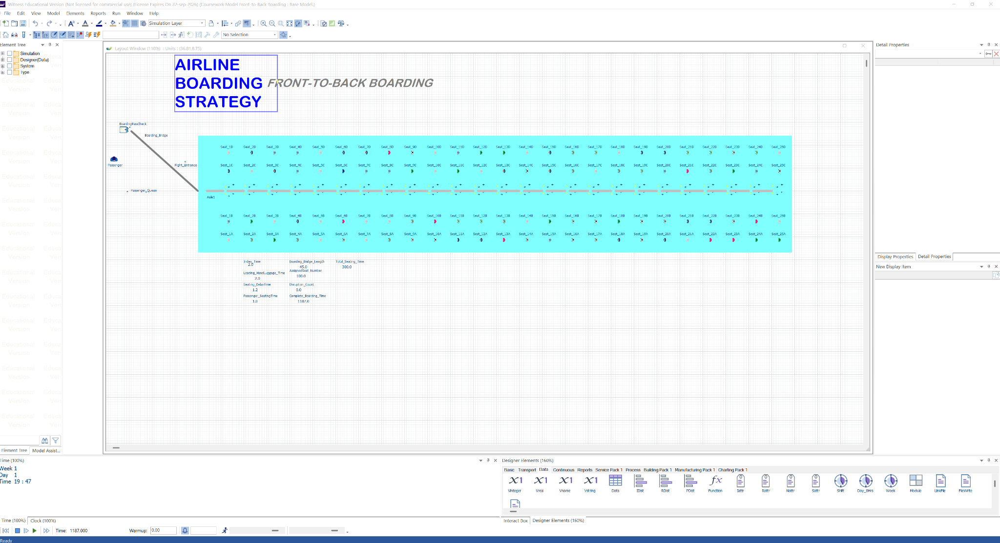 Witness Educational Version (Not licensed for commercial use) (License Expires On 22-sep-2026) (Coursework Model Front-to-Back Boarding : Base Model.)
File Edit View Model Elements Reports Run Window Help
Simulation Layer
No Selection
Element Tree
Simulation
Designer(Data)
System
Type
Layout Window (110%) : Units : (36.81,8.75)
AIRLINE
BOARDING
STRATEGY
FRONT-TO-BACK BOARDING
BoardingPassCheck
Boarding_Bridge
Passenger
Flight_Entrance
Passenger_Queue
Aisle1
Seat_1D Seat_2D Seat_3D Seat_4D Seat_5D Seat_6D Seat_7D Seat_8D Seat_9D Seat_10D Seat_11D Seat_12D Seat_13D Seat_14D Seat_15D Seat_16D Seat_17D Seat_18D Seat_19D Seat_20D Seat_21D Seat_22D Seat_23D Seat_24D Seat_25D
Seat_1C Seat_2C Seat_3C Seat_4C Seat_5C Seat_6C Seat_7C Seat_8C Seat_9C Seat_10C Seat_11C Seat_12C Seat_13C Seat_14C Seat_15C Seat_16C Seat_17C Seat_18C Seat_19C Seat_20C Seat_21C Seat_22C Seat_23C Seat_24C Seat_25C
Seat_1B Seat_2B Seat_3B Seat_4B Seat_5B Seat_6B Seat_7B Seat_8B Seat_9B Seat_10B Seat_11B Seat_12B Seat_13B Seat_14B Seat_15B Seat_16B Seat_17B Seat_18B Seat_19B Seat_20B Seat_21B Seat_22B Seat_23B Seat_24B Seat_25B
Seat_1A Seat_2A Seat_3A Seat_4A Seat_5A Seat_6A Seat_7A Seat_8A Seat_9A Seat_10A Seat_11A Seat_12A Seat_13A Seat_14A Seat_15A Seat_16A Seat_17A Seat_18A Seat_19A Seat_20A Seat_21A Seat_22A Seat_23A Seat_24A Seat_25A
Index_Time
2.0
Loading_HandLuggage_Time
2.0
Seating_DelayTime
1.2
Passenger_SeatingTime
1.0
Boarding_Bridge_Length
45.0
AssignedSeat_Number
100.0
Disruption_Count
0.0
Complete_Boarding_Time
1187.0
Total_Seating_Time
300.0
Detail Properties
Display Properties Detail Properties
New Display Item
Element Tree Model Assist...
Time (100%)
Week 1
Day 1
Time 19 : 47
Time (100%) Clock (100%)
Time: 1187.000 Warmup: 0.00
Ready
Designer Elements (160%)
Basic Transport Data Continuous Reports Service Pack 1 Process Building Pack 1 Manufacturing Pack 1 Charting Pack 1
Vinteger Vreal Vname Vstring Data IDist RDist PDist Function Iattr Rattr Nattr Sattr Shift Day_8Hrs Week Module LinkFile FileWrite
Interact Box Designer Elements (160%)